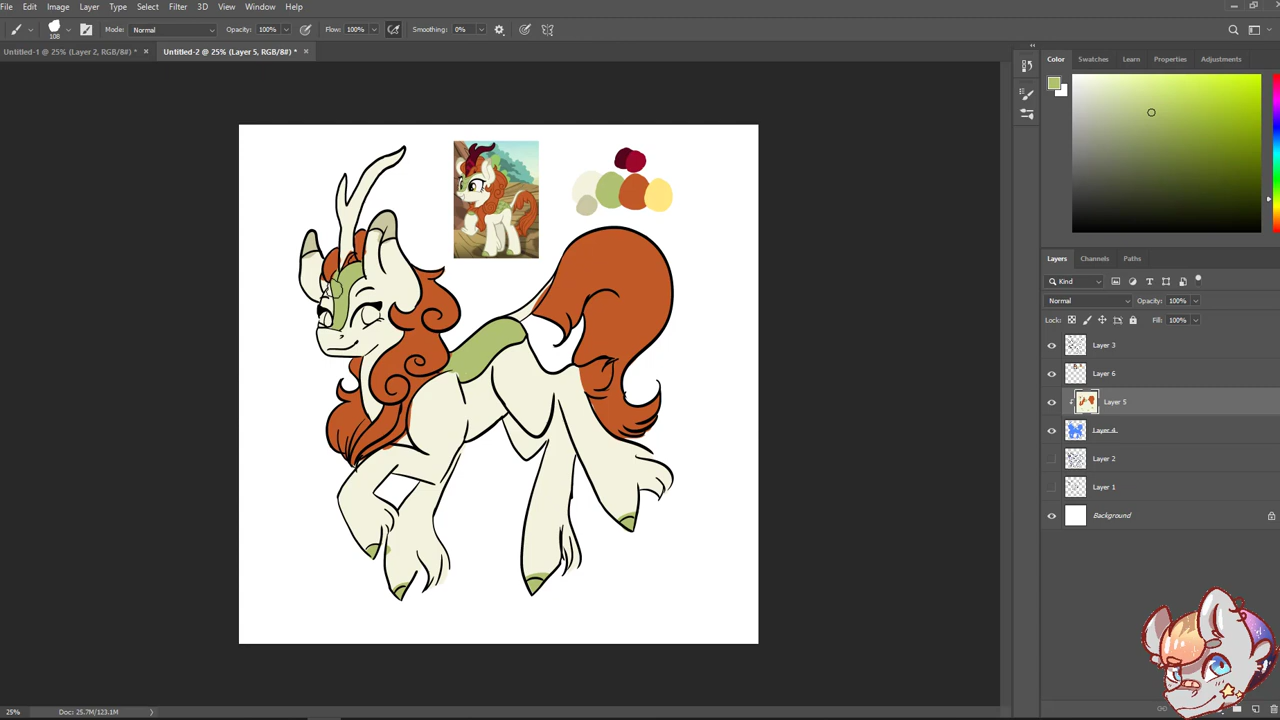 File Edit Image Layer Type Select Filter 3D View Window Help
108 Mode: Normal Opacity: 100% Flow: 100% Smoothing: 0%
Untitled-1 @ 25% (Layer 2, RGB/8#) * × Untitled-2 @ 25% (Layer 5, RGB/8#) * ×
Color Swatches Learn Properties Adjustments
Layers Channels Paths
Kind
Normal Opacity: 100%
Lock: Fill: 100%
Layer 3
Layer 6
Layer 5
Layer 4
Layer 2
Layer 1
Background
25% Doc: 25.7M/123.1M